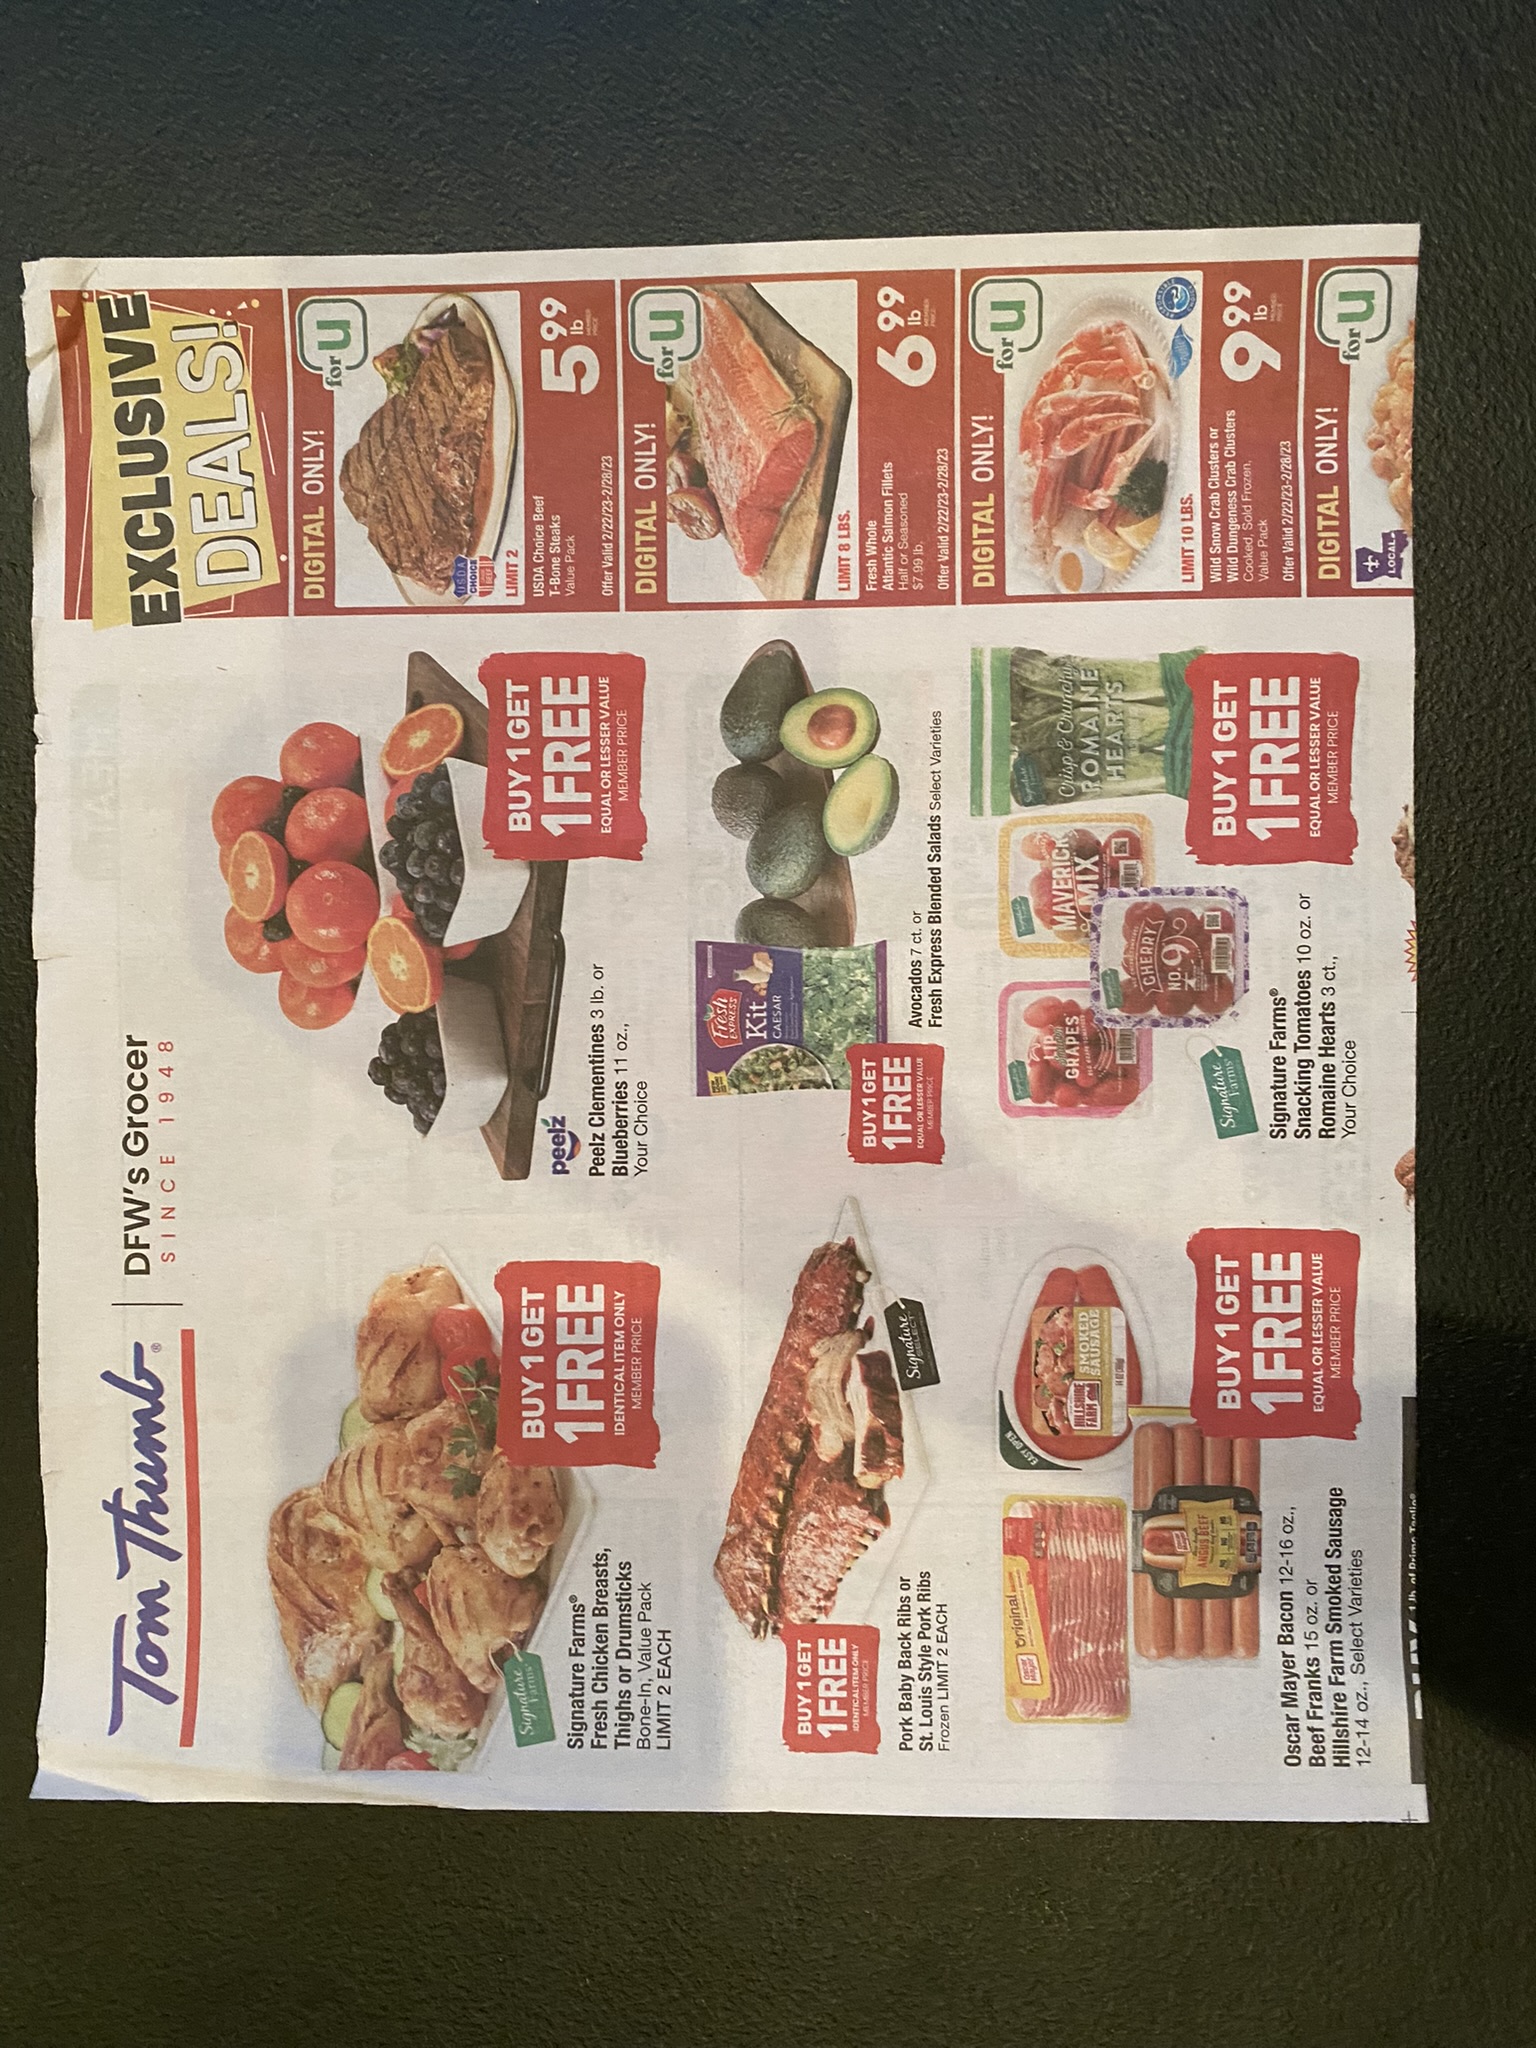 Tom Thumb®
DFW's Grocer
SINCE 1948
EXCLUSIVE
DEALS!
BUY 1 GET
1 FREE
IDENTICAL ITEM ONLY
MEMBER PRICE
Signature
FARMS
Signature Farms®
Fresh Chicken Breasts,
Thighs or Drumsticks
Bone-In, Value Pack
LIMIT 2 EACH
BUY 1 GET
1 FREE
EQUAL OR LESSER VALUE
MEMBER PRICE
peelz
Peelz Clementines 3 lb. or
Blueberries 11 oz.,
Your Choice
DIGITAL ONLY!
for U
USDA
CHOICE
LIMIT 2
USDA Choice Beef
T-Bone Steaks
Value Pack
Offer Valid 2/22/23-2/28/23
5 99
lb
MEMBER
PRICE
BUY 1 GET
1 FREE
IDENTICAL ITEM ONLY
MEMBER PRICE
Signature
SELECT
Pork Baby Back Ribs or
St. Louis Style Pork Ribs
Frozen LIMIT 2 EACH
Fresh
EXPRESS
Kit
CAESAR
BUY 1 GET
1 FREE
EQUAL OR LESSER VALUE
MEMBER PRICE
Avocados 7 ct. or
Fresh Express Blended Salads Select Varieties
DIGITAL ONLY!
for U
LIMIT 8 LBS.
Fresh Whole
Atlantic Salmon Fillets
Half or Seasoned
$7.99 lb.
Offer Valid 2/22/23-2/28/23
6 99
lb
MEMBER
PRICE
Oscar
Mayer
Original
EASY OPEN
HILLSHIRE
FARM
SMOKED
SAUSAGE
ANGUS BEEF
BUY 1 GET
1 FREE
EQUAL OR LESSER VALUE
MEMBER PRICE
Oscar Mayer Bacon 12-16 oz.,
Beef Franks 15 oz. or
Hillshire Farm Smoked Sausage
12-14 oz., Select Varieties
GRAPES
MAVERICK
MIX
CHERRY
NO. 9
Crisp & Crunchy
ROMAINE
HEARTS
Signature
FARMS
BUY 1 GET
1 FREE
EQUAL OR LESSER VALUE
MEMBER PRICE
Signature Farms®
Snacking Tomatoes 10 oz. or
Romaine Hearts 3 ct.,
Your Choice
DIGITAL ONLY!
for U
LIMIT 10 LBS.
Wild Snow Crab Clusters or
Wild Dungeness Crab Clusters
Cooked, Sold Frozen,
Value Pack
Offer Valid 2/22/23-2/28/23
9 99
lb
MEMBER
PRICE
DIGITAL ONLY!
for U
LOCAL